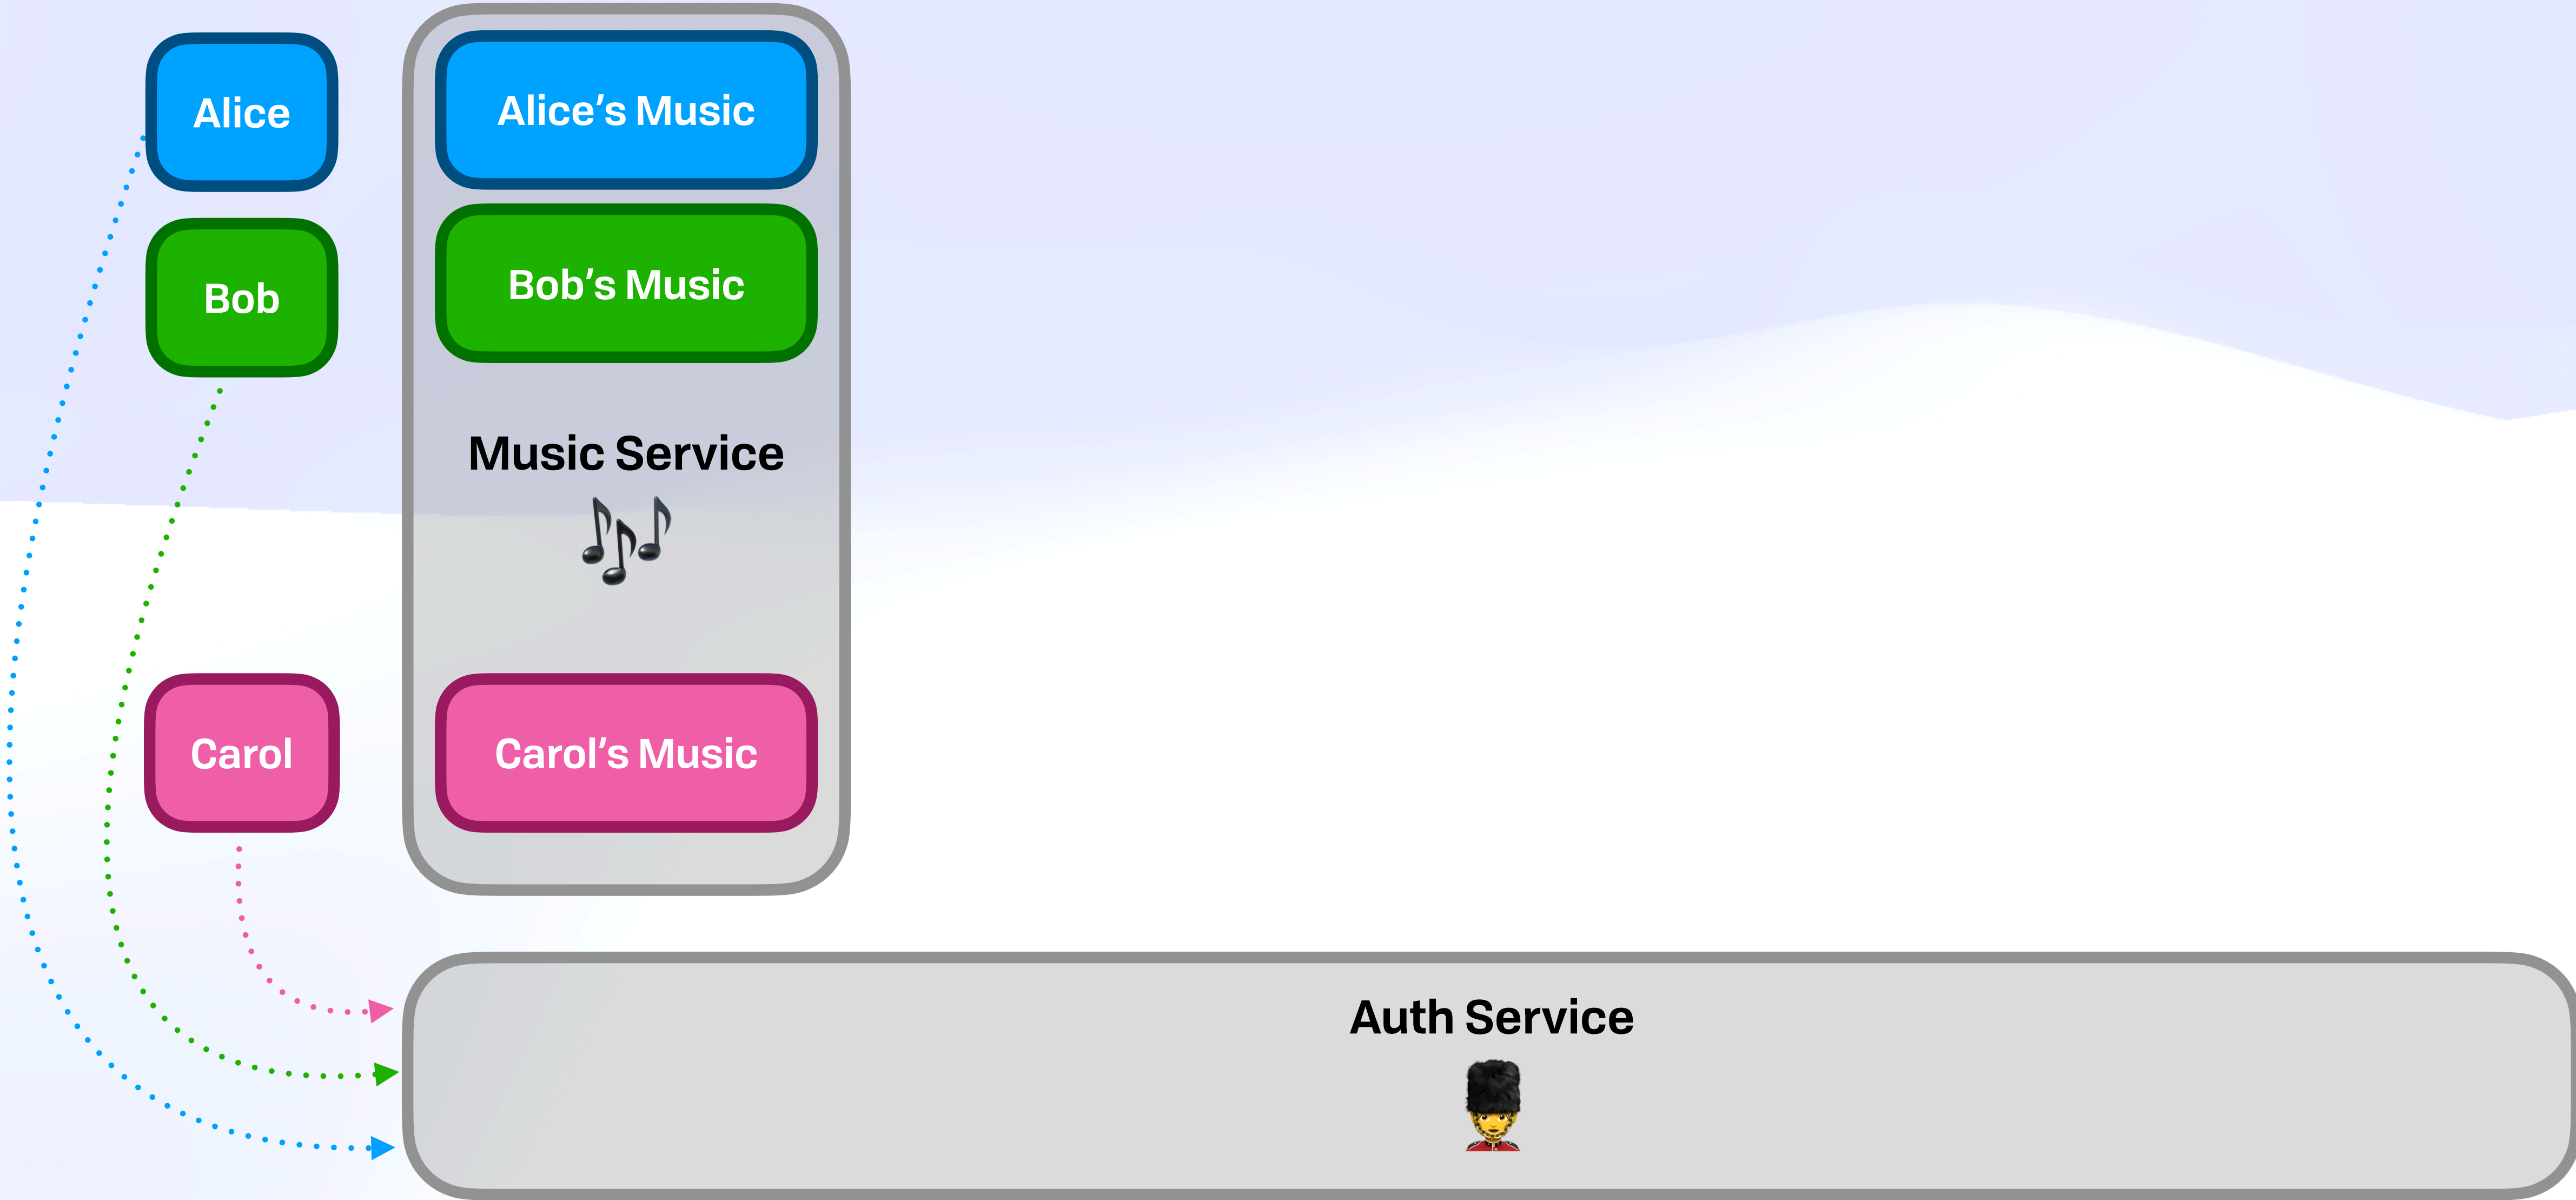 Alice
Alice’s Music
Bob
Bob’s Music
Music Service
Carol
Carol’s Music
Auth Service